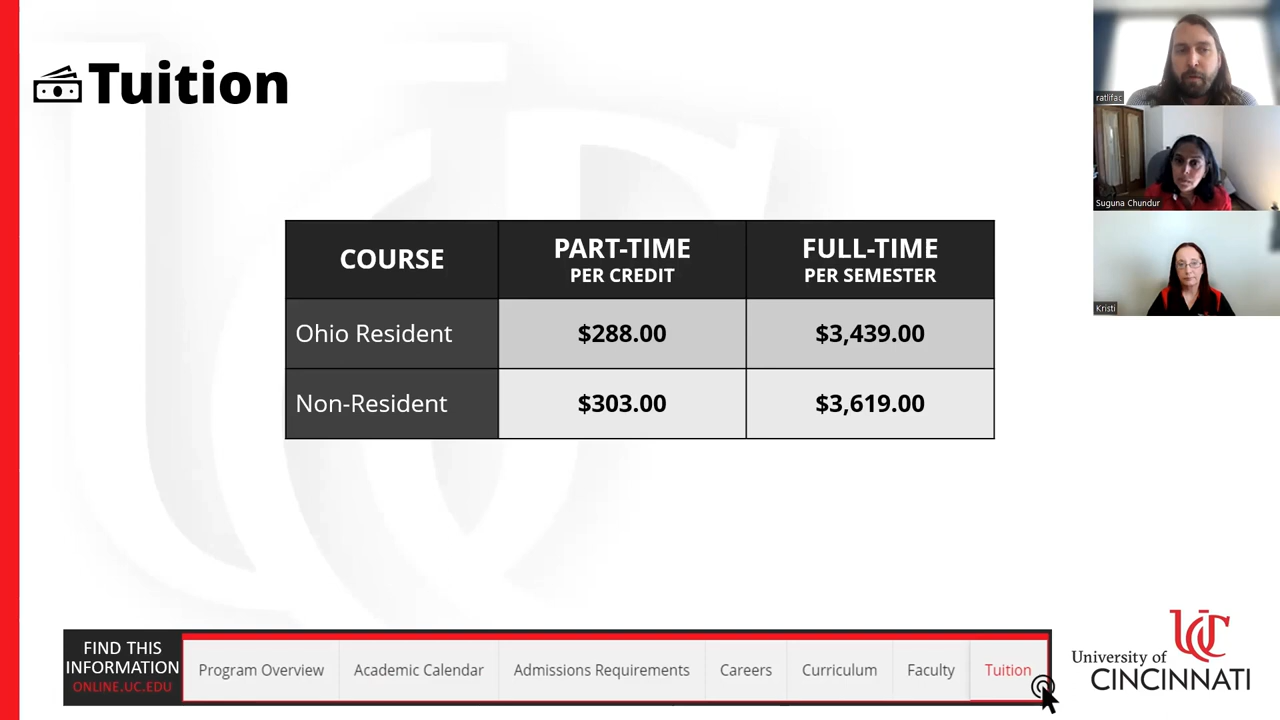 Tuition
COURSE
PART-TIME
PER CREDIT
FULL-TIME
PER SEMESTER
Ohio Resident
$288.00
$3,439.00
Non-Resident
$303.00
$3,619.00
ratlifac
Suguna Chundur
Kristi
FIND THIS
INFORMATION
ONLINE.UC.EDU
Program Overview
Academic Calendar
Admissions Requirements
Careers
Curriculum
Faculty
Tuition
UC
University of
CINCINNATI